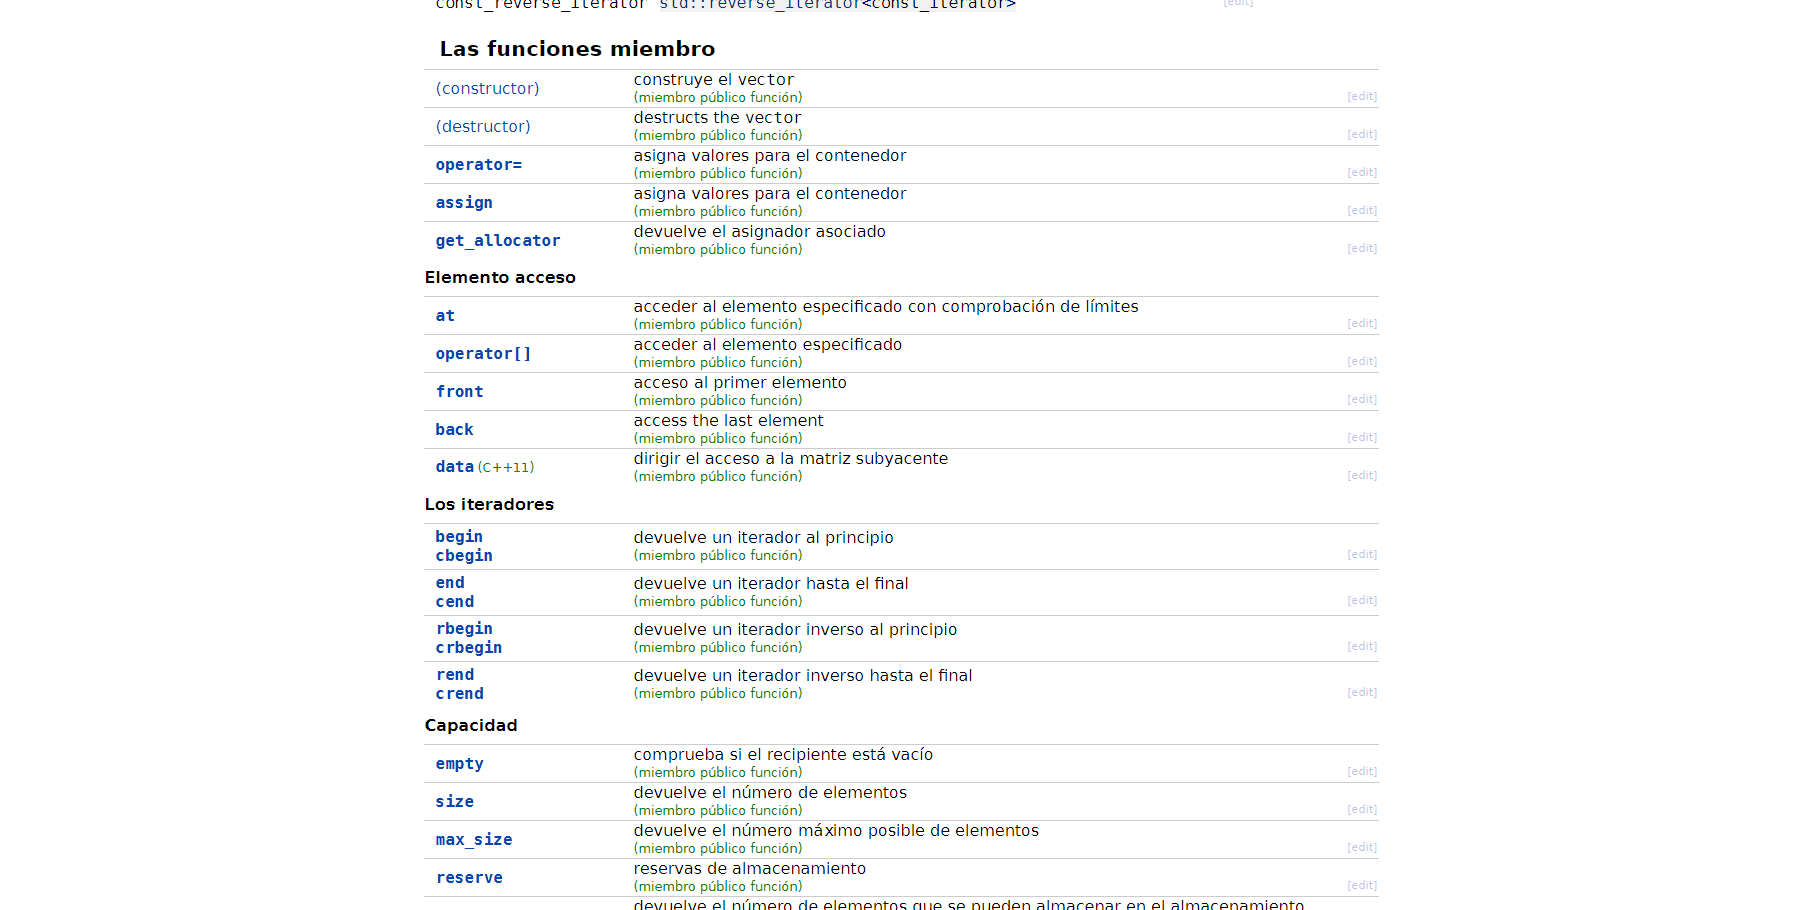 const_reverse_iterator std::reverse_iterator<const_iterator> [edit]
Las funciones miembro
(constructor) construye el vector
(miembro público función) [edit]
(destructor) destructs the vector
(miembro público función) [edit]
operator= asigna valores para el contenedor
(miembro público función) [edit]
assign asigna valores para el contenedor
(miembro público función) [edit]
get_allocator devuelve el asignador asociado
(miembro público función) [edit]
Elemento acceso
at acceder al elemento especificado con comprobación de límites
(miembro público función) [edit]
operator[] acceder al elemento especificado
(miembro público función) [edit]
front acceso al primer elemento
(miembro público función) [edit]
back access the last element
(miembro público función) [edit]
data (C++11) dirigir el acceso a la matriz subyacente
(miembro público función) [edit]
Los iteradores
begin devuelve un iterador al principio
cbegin (miembro público función) [edit]
end devuelve un iterador hasta el final
cend (miembro público función) [edit]
rbegin devuelve un iterador inverso al principio
crbegin (miembro público función) [edit]
rend devuelve un iterador inverso hasta el final
crend (miembro público función) [edit]
Capacidad
empty comprueba si el recipiente está vacío
(miembro público función) [edit]
size devuelve el número de elementos
(miembro público función) [edit]
max_size devuelve el número máximo posible de elementos
(miembro público función) [edit]
reserve reservas de almacenamiento
(miembro público función) [edit]
devuelve el número de elementos que se pueden almacenar en el almacenamiento